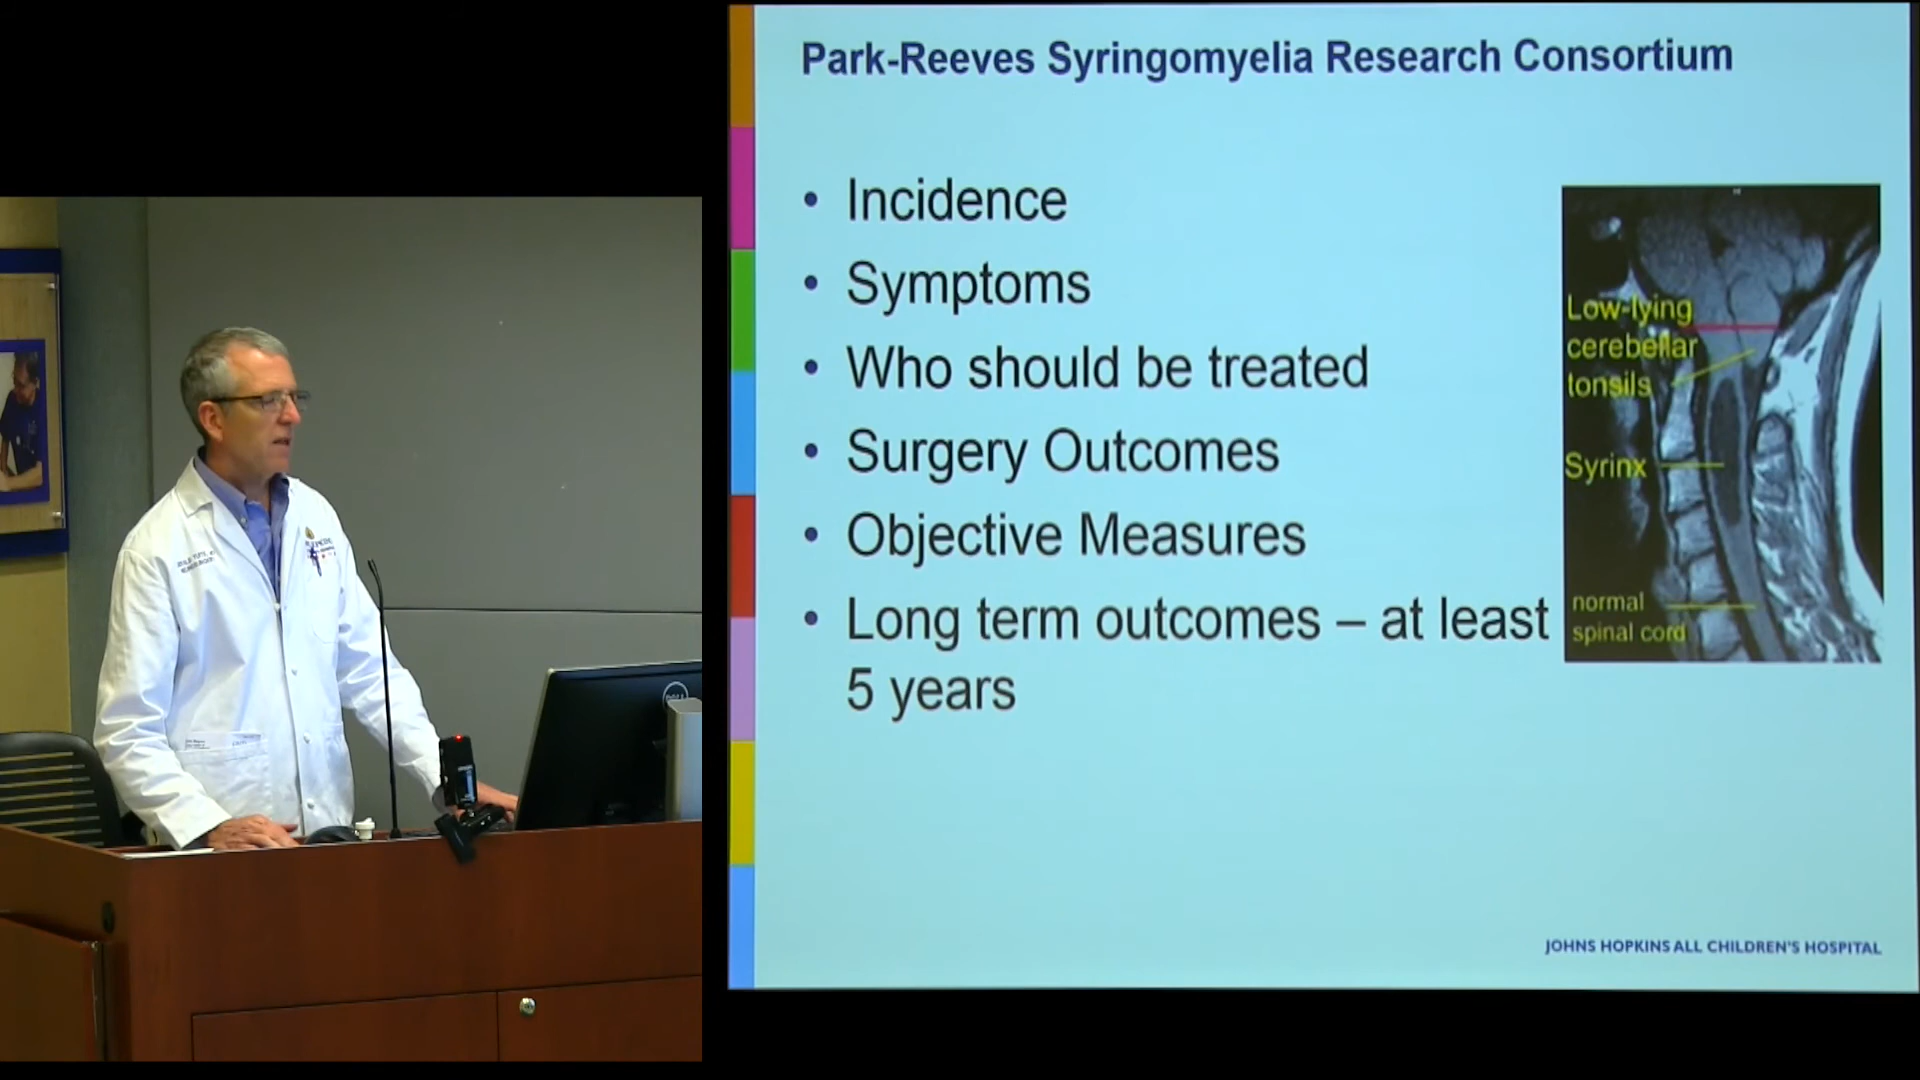 Park-Reeves Syringomyelia Research Consortium
• Incidence
• Symptoms
• Who should be treated
• Surgery Outcomes
• Objective Measures
• Long term outcomes – at least
5 years
Low-lying
cerebellar
tonsils
Syrinx
normal
spinal cord
JOHNS HOPKINS ALL CHILDREN'S HOSPITAL
DELL